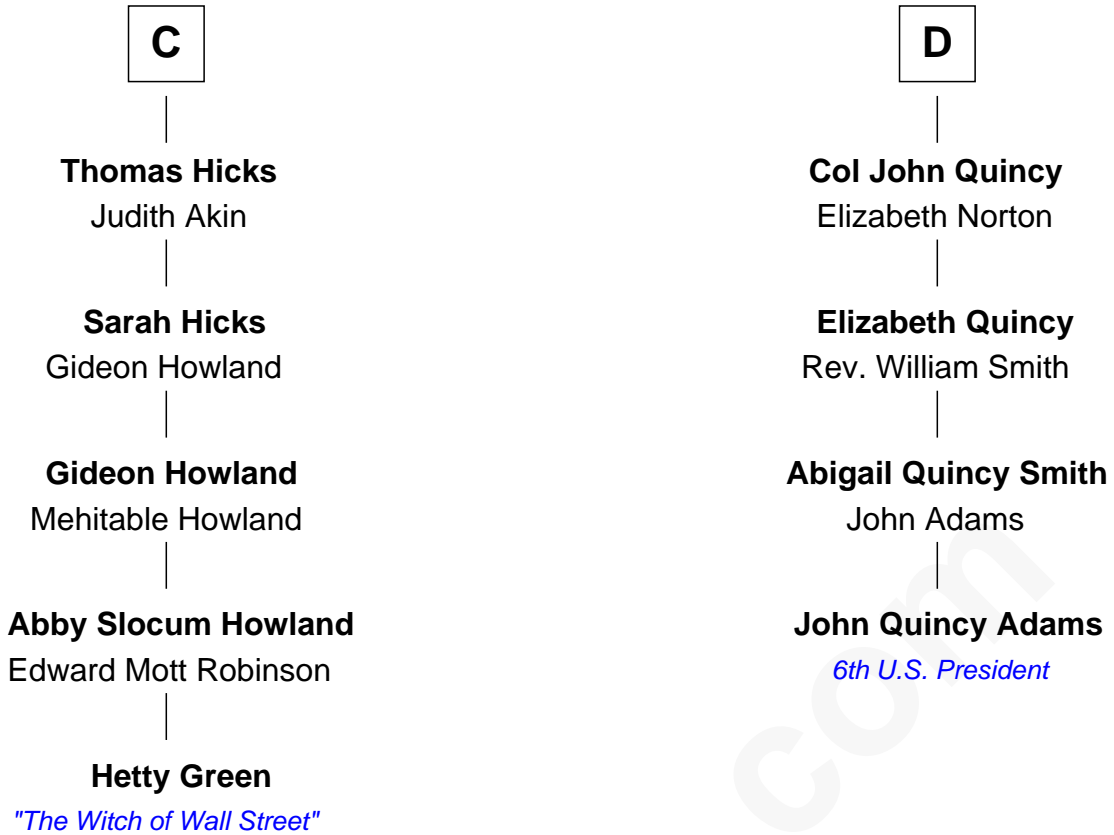 C
Thomas Hicks
Judith Akin
Sarah Hicks
Gideon Howland
Gideon Howland
Mehitable Howland
Abby Slocum Howland
Edward Mott Robinson
Hetty Green
"The Witch of Wall Street"
D
Col John Quincy
Elizabeth Norton
Elizabeth Quincy
Rev. William Smith
Abigail Quincy Smith
John Adams
John Quincy Adams
6th U.S. President
com